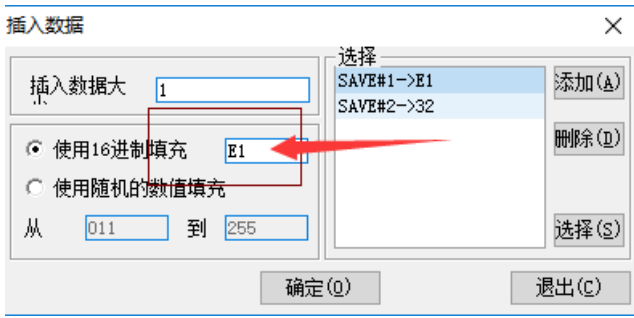 插入数据
插入数据大
1
使用16进制填充
E1
使用随机的数值填充
从
011
到
255
选择
SAVE#1->E1
SAVE#2->32
添加(A)
删除(D)
选择(S)
确定(O)
退出(C)